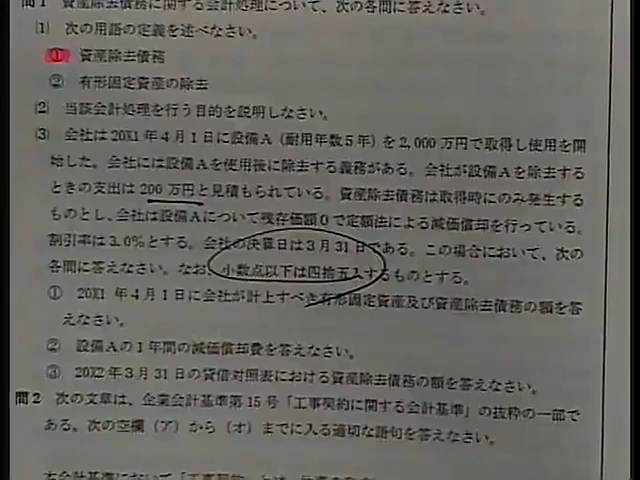 問1 資産除去債務に関する会計処理について、次の各問に答えなさい。
(1) 次の用語の定義を述べなさい。
① 資産除去債務
② 有形固定資産の除去
(2) 当該会計処理を行う目的を説明しなさい。
(3) 会社は20X1年4月1日に設備A（耐用年数5年）を2,000万円で取得し使用を開
始した。会社には設備Aを使用後に除去する義務がある。会社が設備Aを除去する
ときの支出は200万円と見積もられている。資産除去債務は取得時にのみ発生する
ものとし、会社は設備Aについて残存価額0で定額法による減価償却を行っている。
割引率は3.0%とする。会社の決算日は3月31日である。この場合において、次の
各問に答えなさい。なお、小数点以下は四捨五入するものとする。
① 20X1年4月1日に会社が計上すべき有形固定資産及び資産除去債務の額を答
えなさい。
② 設備Aの1年間の減価償却費を答えなさい。
③ 20X2年3月31日の貸借対照表における資産除去債務の額を答えなさい。
問2 次の文章は、企業会計基準第15号「工事契約に関する会計基準」の抜粋の一部で
ある。次の空欄（ア）から（オ）までに入る適切な語句を答えなさい。